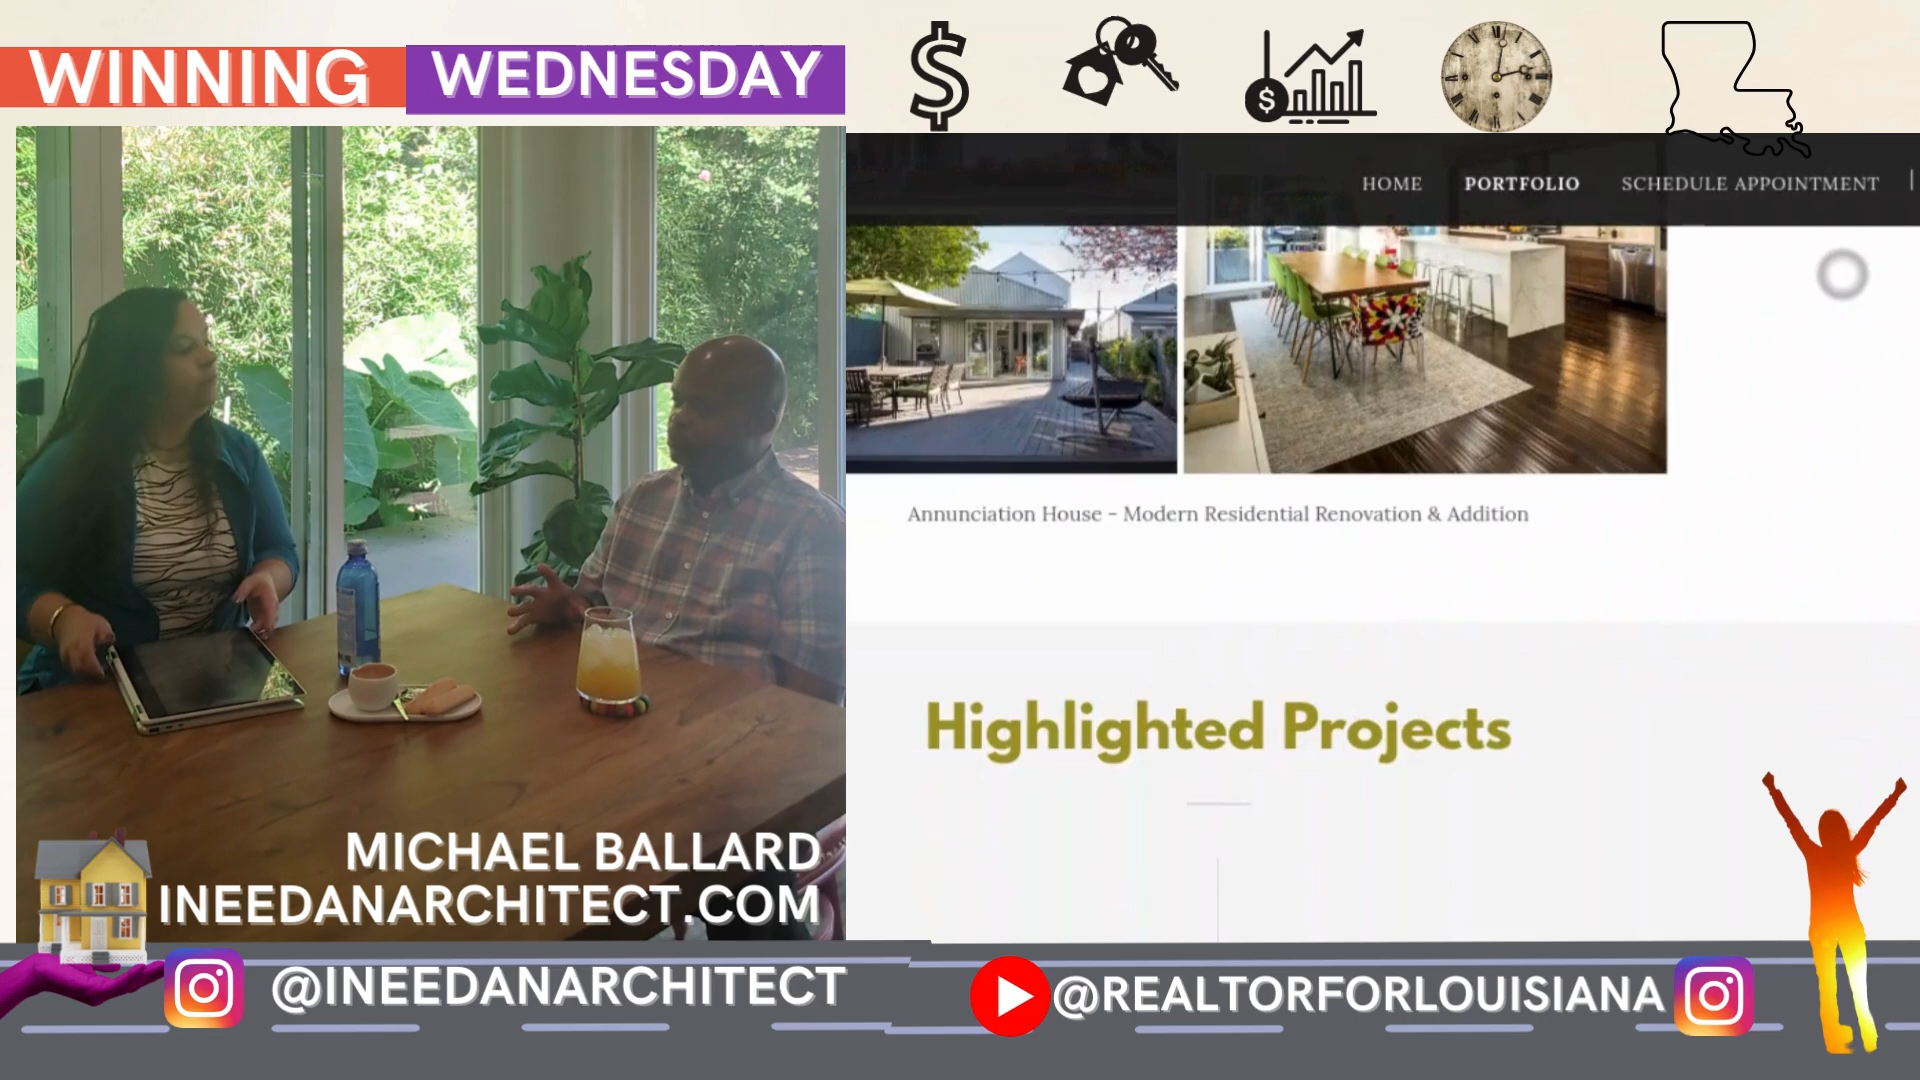 WINNING WEDNESDAY
HOME PORTFOLIO SCHEDULE APPOINTMENT
Annunciation House - Modern Residential Renovation & Addition
Highlighted Projects
MICHAEL BALLARD
INEEDANARCHITECT.COM
@INEEDANARCHITECT
@REALTORFORLOUISIANA